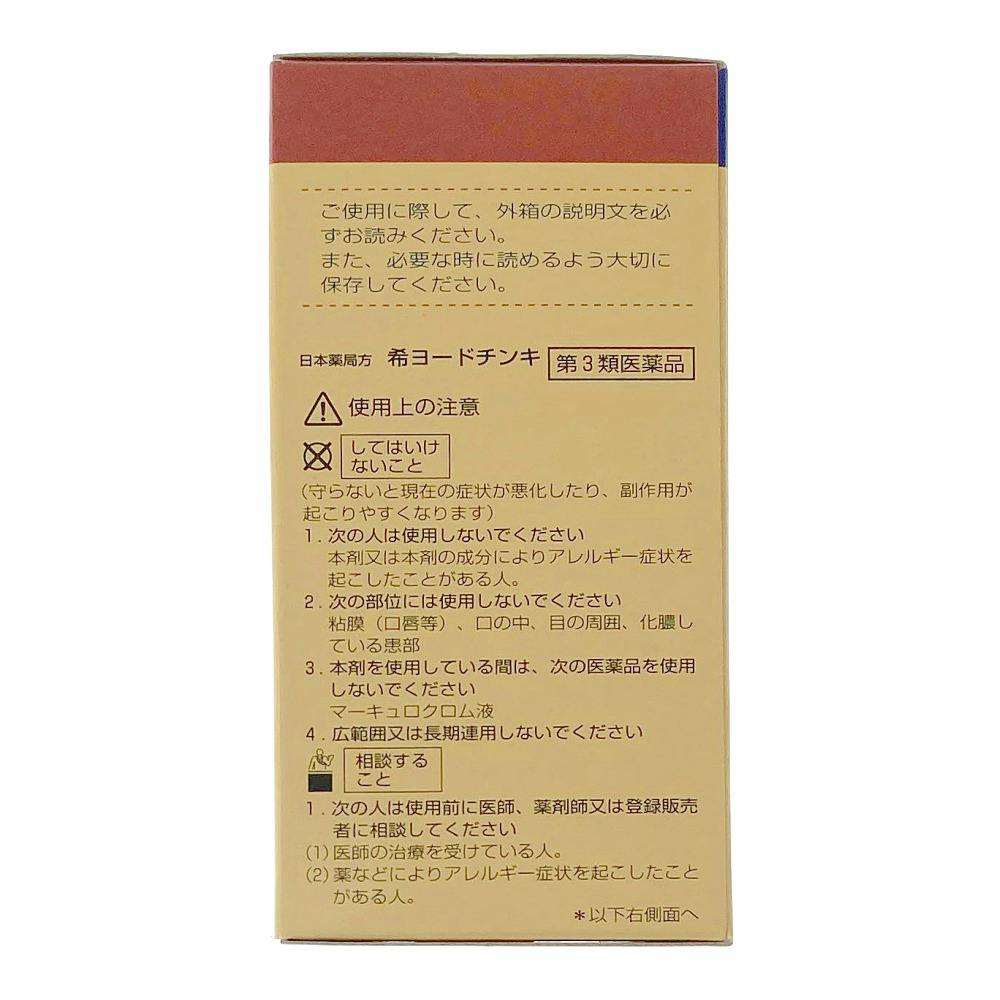 ご使用に際して、外箱の説明文を必
ずお読みください。
また、必要な時に読めるよう大切に
保存してください。
日本薬局方 希ヨードチンキ 第3類医薬品
使用上の注意
してはいけ
ないこと
(守らないと現在の症状が悪化したり、副作用が
起こりやすくなります)
1.次の人は使用しないでください
本剤又は本剤の成分によりアレルギー症状を
起こしたことがある人。
2.次の部位には使用しないでください
粘膜(口唇等)、口の中、目の周囲、化膿し
ている患部
3.本剤を使用している間は、次の医薬品を使用
しないでください
マーキュロクロム液
4.広範囲又は長期連用しないでください
相談する
こと
1.次の人は使用前に医師、薬剤師又は登録販売
者に相談してください
(1)医師の治療を受けている人。
(2)薬などによりアレルギー症状を起こしたこと
がある人。
*以下右側面へ